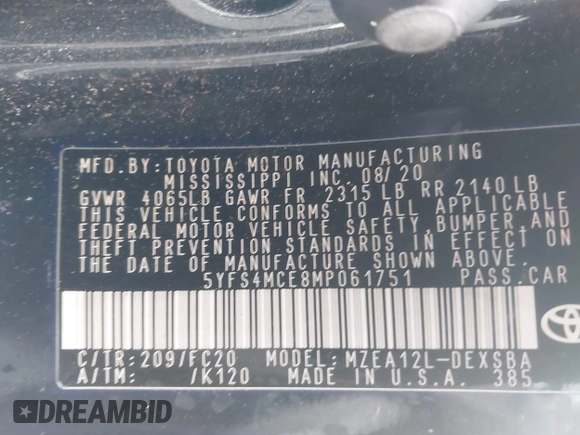 MFD. BY: TOYOTA MOTOR MANUFACTURING
MISSISSIPPI INC. 08/20
GVWR 4065LB GAWR FR 2315 LB RR 2140 LB
THIS VEHICLE CONFORMS TO ALL APPLICABLE
FEDERAL MOTOR VEHICLE SAFETY, BUMPER, AND
THEFT PREVENTION STANDARDS IN EFFECT ON
THE DATE OF MANUFACTURE SHOWN ABOVE.
5YFS4MCE8MP061751 PASS. CAR
C/TR: 209/FC20 MODEL: MZEA12L-DEXSBA
A/TM: /K120 MADE IN U.S.A. 385
DREAMBID